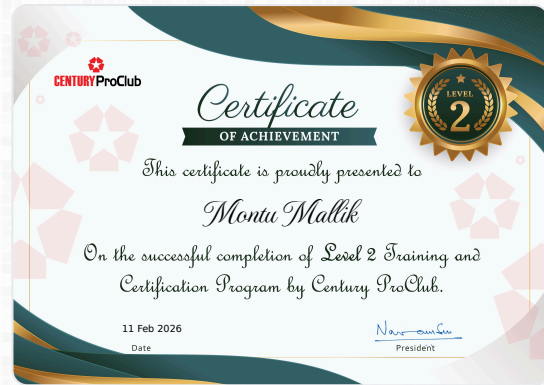 CENTURY ProClub
Certificate
OF ACHIEVEMENT
LEVEL
2
This certificate is proudly presented to
Montu Mallik
On the successful completion of Level 2 Training and
Certification Program by Century ProClub.
11 Feb 2026
Date
President